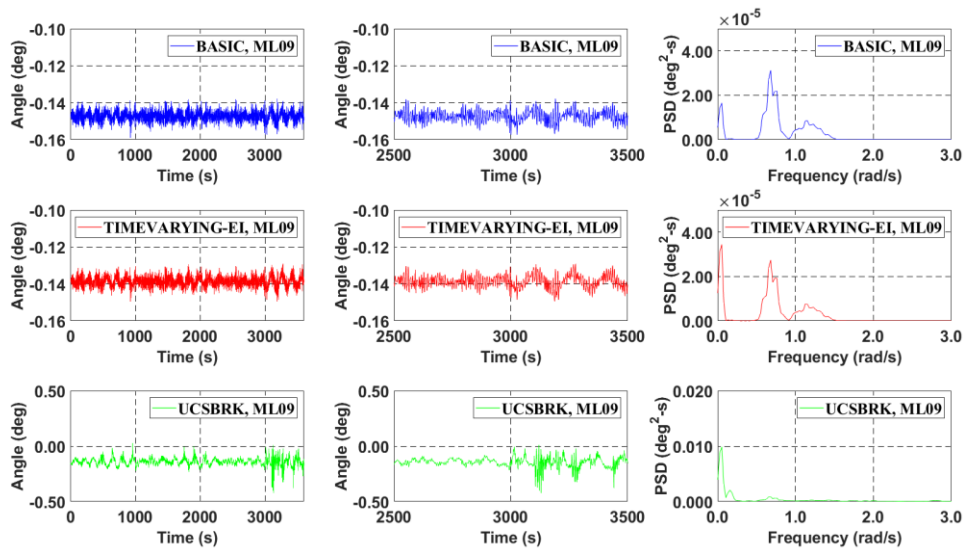 ×10⁻⁵
-0.10 BASIC, ML09 -0.10 BASIC, ML09 4.00 BASIC, ML09
Angle (deg) Angle (deg) PSD (deg²-s)
-0.12 -0.12
-0.14 -0.14 2.00
-0.16 -0.16 0.00
0 1000 2000 3000 2500 3000 3500 0.0 1.0 2.0 3.0
Time (s) Time (s) Frequency (rad/s)
×10⁻⁵
-0.10 TIMEVARYING-EI, ML09 -0.10 TIMEVARYING-EI, ML09 4.00 TIMEVARYING-EI, ML09
Angle (deg) Angle (deg) PSD (deg²-s)
-0.12 -0.12
-0.14 -0.14 2.00
-0.16 -0.16 0.00
0 1000 2000 3000 2500 3000 3500 0.0 1.0 2.0 3.0
Time (s) Time (s) Frequency (rad/s)
0.50 UCSBRK, ML09 0.50 UCSBRK, ML09 0.020 UCSBRK, ML09
Angle (deg) Angle (deg) PSD (deg²-s)
0.00 0.00 0.010
-0.50 -0.50 0.000
0 1000 2000 3000 2500 3000 3500 0.0 1.0 2.0 3.0
Time (s) Time (s) Frequency (rad/s)